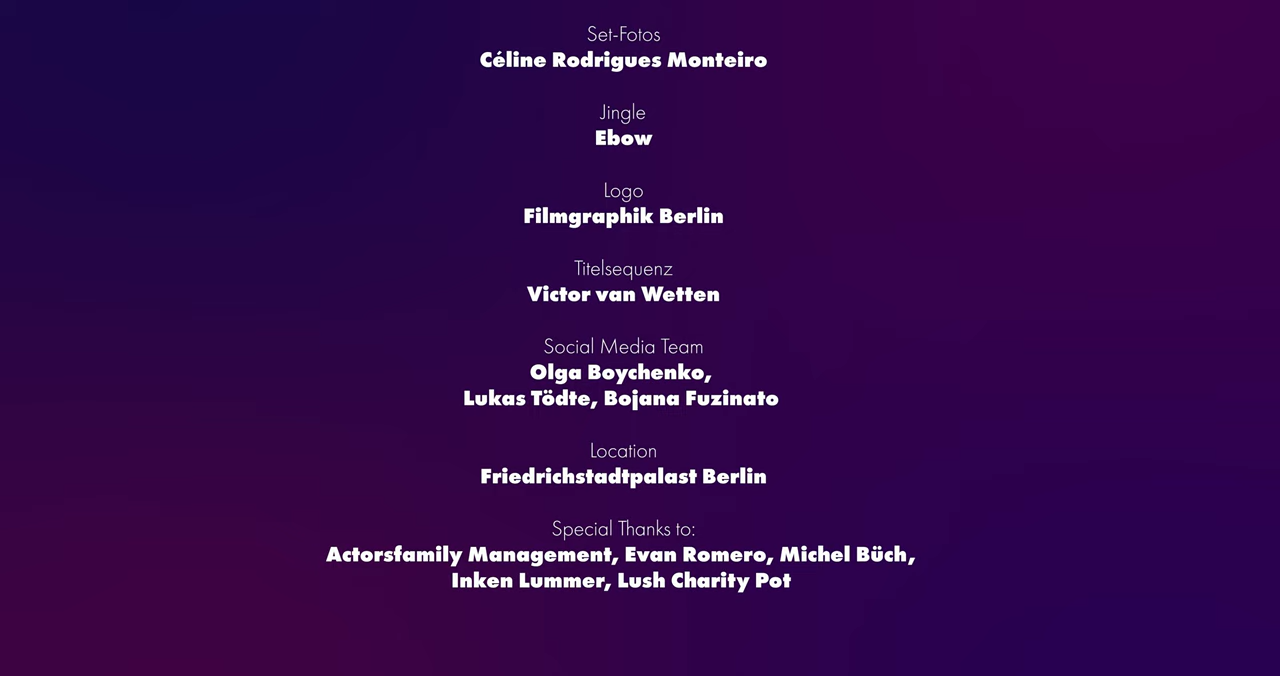 Set-Fotos
Céline Rodrigues Monteiro
Jingle
Ebow
Logo
Filmgraphik Berlin
Titelsequenz
Victor van Wetten
Social Media Team
Olga Boychenko,
Lukas Tödte, Bojana Fuzinato
Location
Friedrichstadtpalast Berlin
Special Thanks to:
Actorsfamily Management, Evan Romero, Michel Büch,
Inken Lummer, Lush Charity Pot